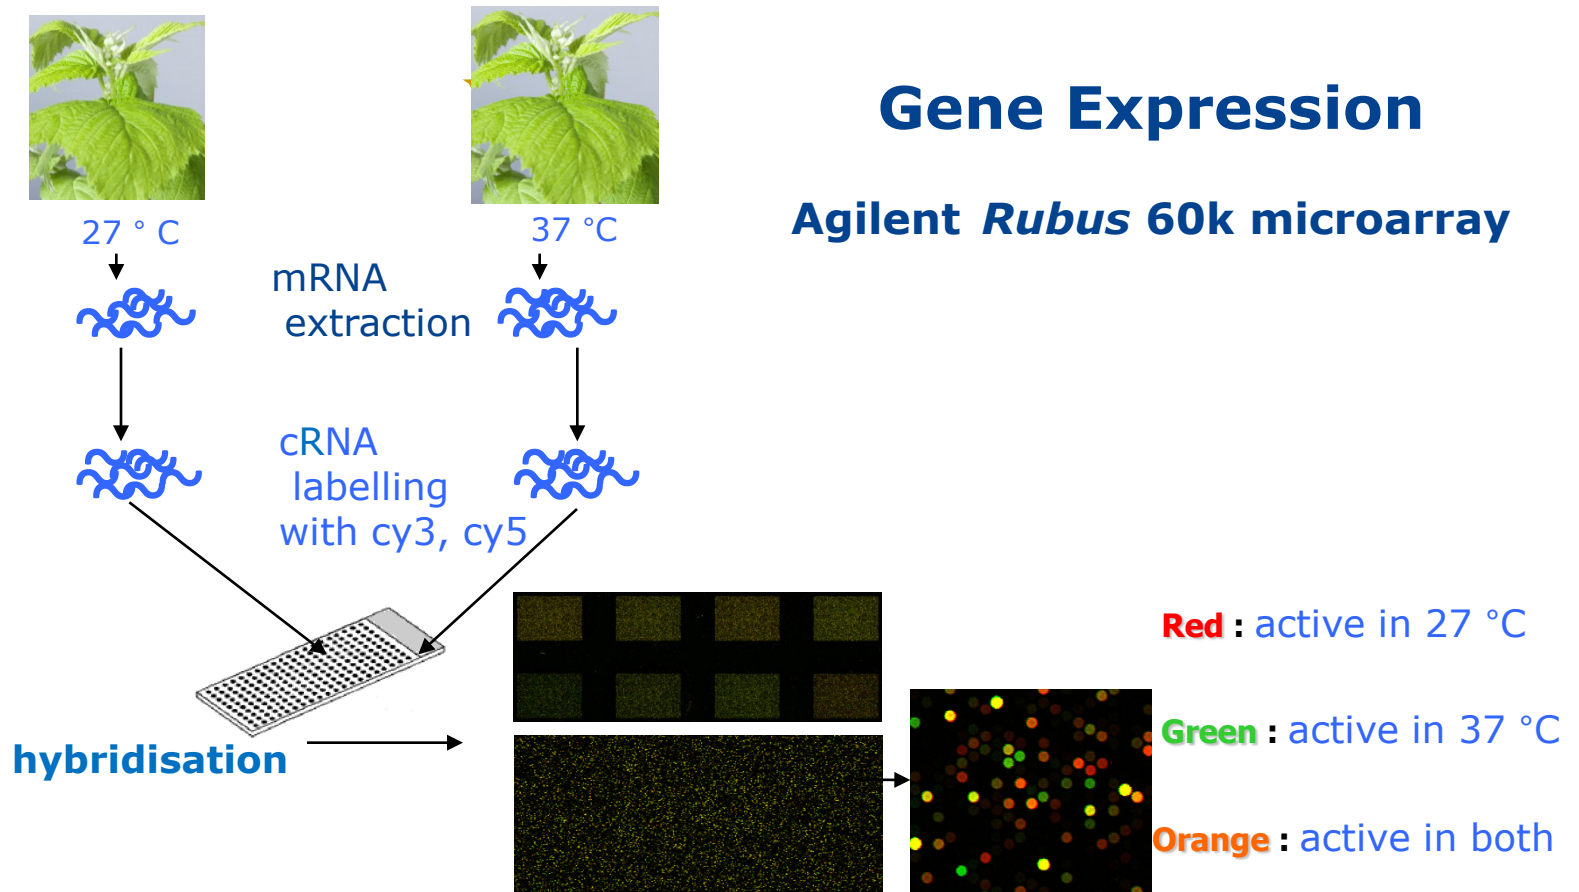 Gene Expression
Agilent Rubus 60k microarray
27 ° C
37 °C
mRNA
extraction
cRNA
labelling
with cy3, cy5
hybridisation
Red : active in 27 °C
Green : active in 37 °C
Orange : active in both